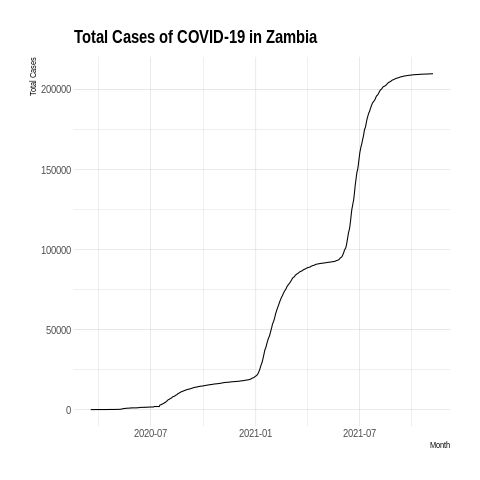 Total Cases of COVID-19 in Zambia
Total Cases
200000
150000
100000
50000
0
2020-07 2021-01 2021-07
Month